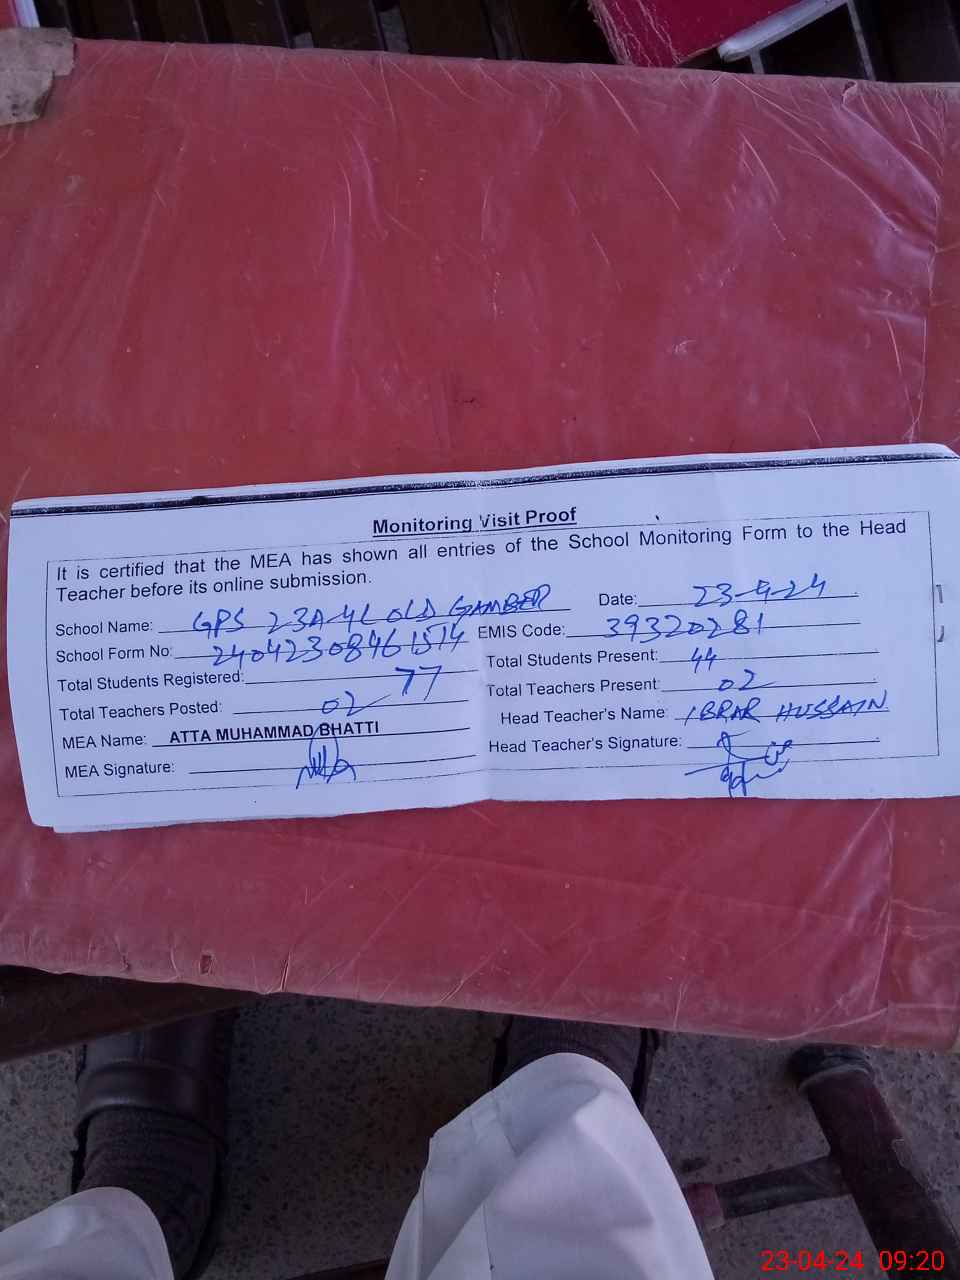 Monitoring Visit Proof
It is certified that the MEA has shown all entries of the School Monitoring Form to the Head
Teacher before its online submission.
School Name: GPS 23A-4L OLD GAMBER Date: 23-4-24
School Form No: 24042308461514 EMIS Code: 39320281
Total Students Registered: 77 Total Students Present: 44
Total Teachers Posted: 02 Total Teachers Present: 02
MEA Name: ATTA MUHAMMAD BHATTI Head Teacher's Name: IBRAR HUSSAIN
MEA Signature: Head Teacher's Signature:
23-04-24 09:20